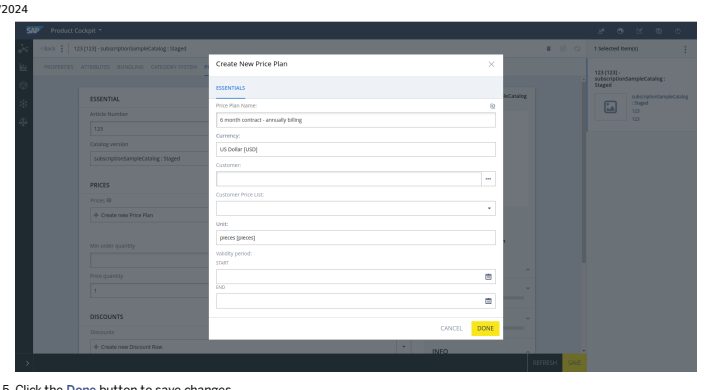 /2024
SAP Product Cockpit
Back 123 [123] - subscriptionSampleCatalog : Staged
1 Selected Item(s)
PROPERTIES ATTRIBUTES BUNDLING CATEGORY SYSTEM
Create New Price Plan
ESSENTIALS
123 [123] -
subscriptionSampleCatalog :
Staged
subscriptionSampleCatalog
: Staged
123
123
ESSENTIAL
Article Number
123
Catalog version
subscriptionSampleCatalog : Staged
PRICES
Prices
+ Create new Price Plan
Min order quantity
Price quantity
1
DISCOUNTS
Discounts
+ Create new Discount Row
Price Plan Name:
6 month contract - annually billing
Currency:
US Dollar [USD]
Customer:
...
Customer Price List:
Unit:
pieces [pieces]
Validity period:
START
END
CANCEL DONE
INFO
REFRESH SAVE
5. Click the Done button to save changes